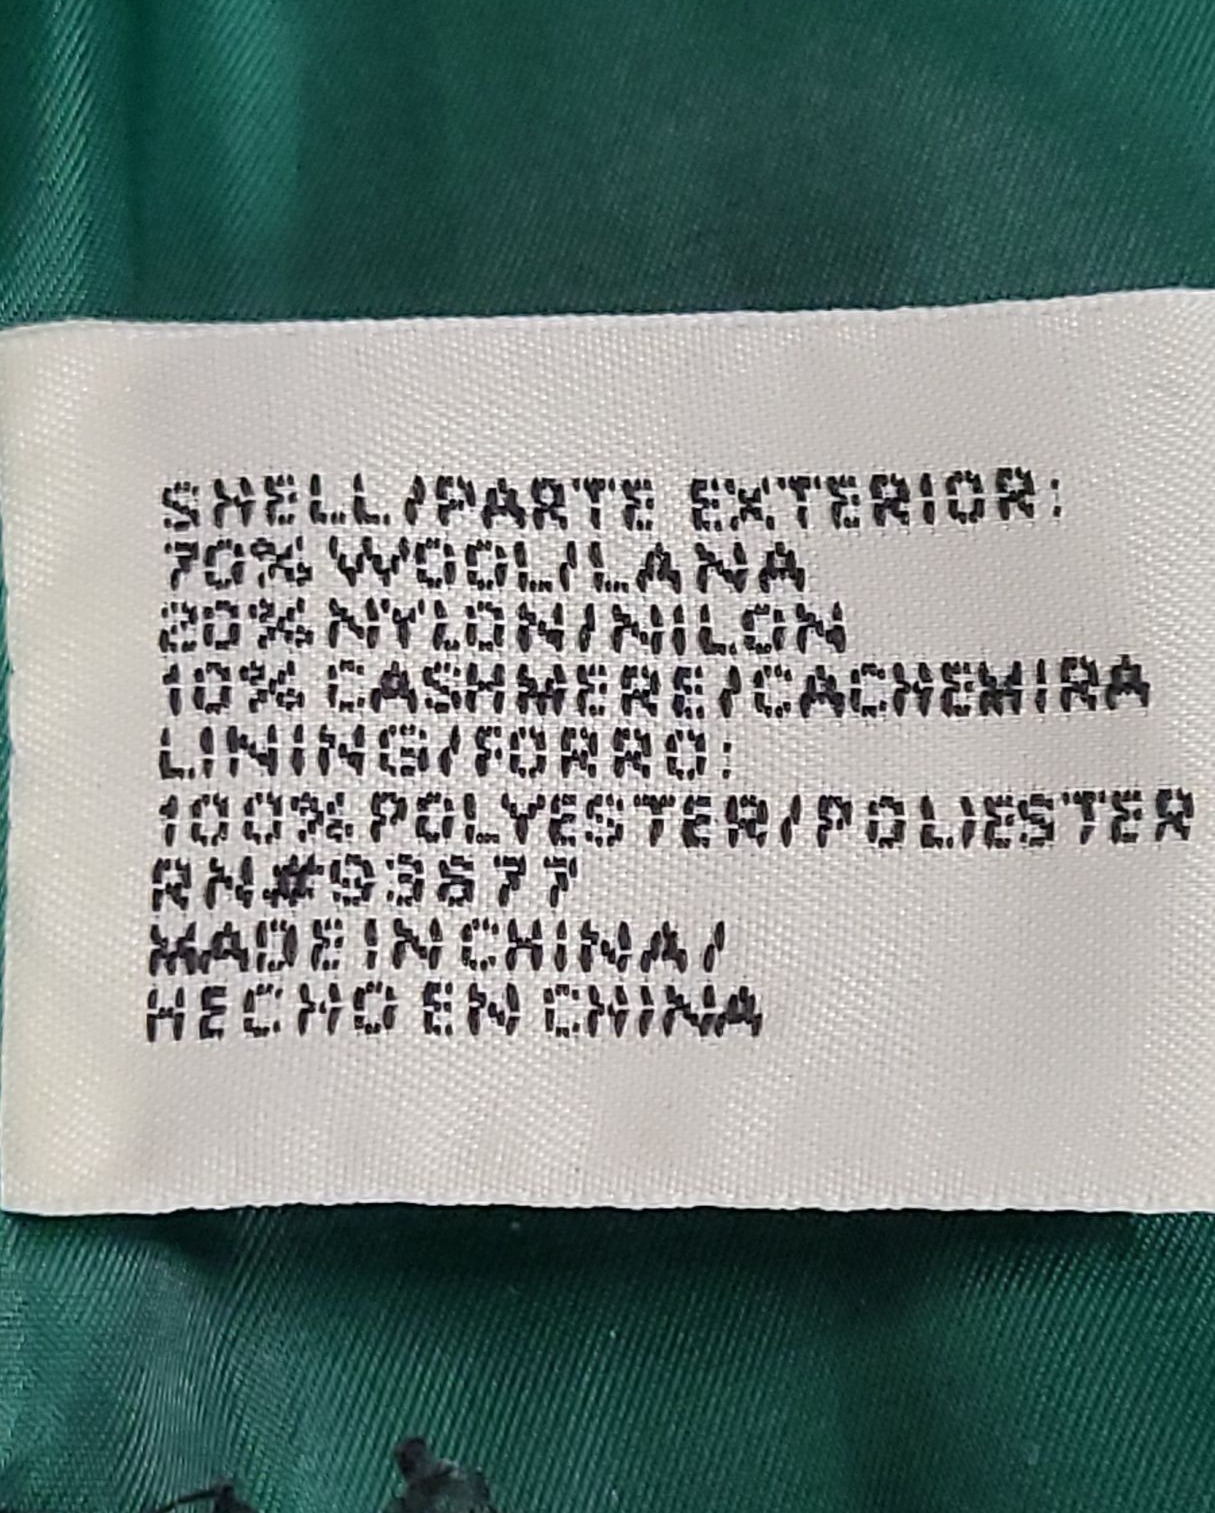 SHELL/PARTE EXTERIOR:
70% WOOL/LANA
20% NYLON/NILON
10% CASHMERE/CACHEMIRA
LINING/FORRO:
100% POLYESTER/POLIESTER
RN#93677
MADE IN CHINA/
HECHO EN CHINA